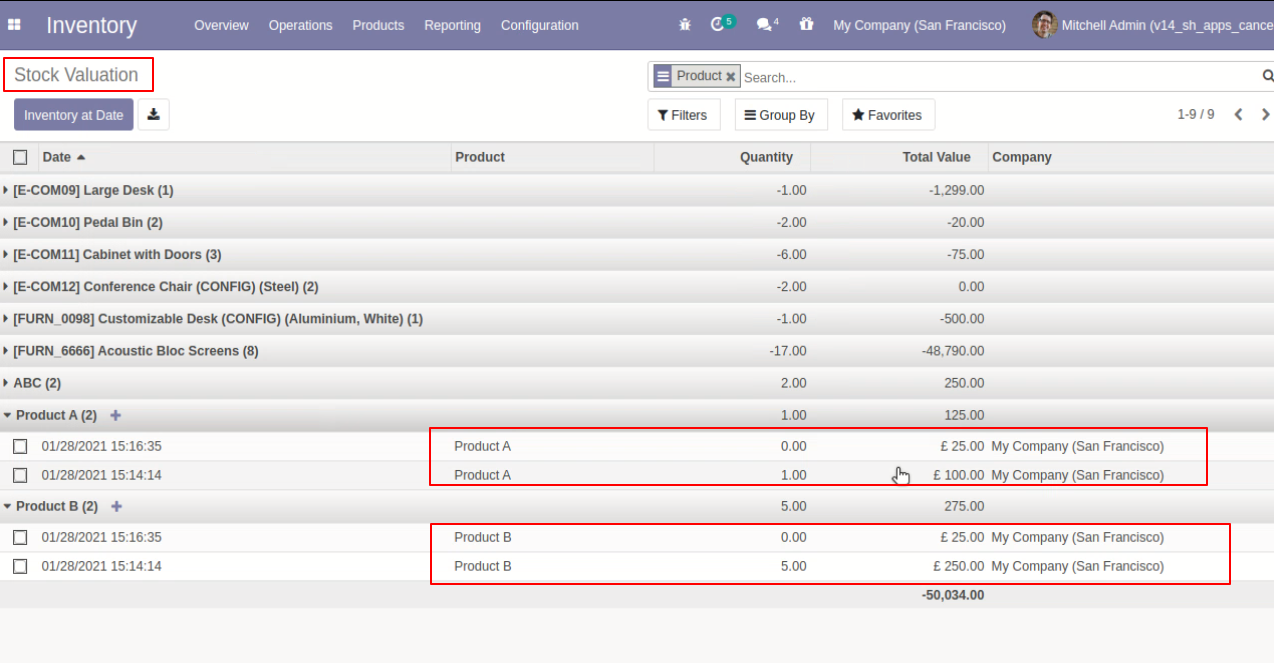 Inventory Overview Operations Products Reporting Configuration 5 4 My Company (San Francisco) Mitchell Admin (v14_sh_apps_cance
Stock Valuation Product Search...
Inventory at Date Filters Group By Favorites 1-9 / 9
Date Product Quantity Total Value Company
[E-COM09] Large Desk (1) -1.00 -1,299.00
[E-COM10] Pedal Bin (2) -2.00 -20.00
[E-COM11] Cabinet with Doors (3) -6.00 -75.00
[E-COM12] Conference Chair (CONFIG) (Steel) (2) -2.00 0.00
[FURN_0098] Customizable Desk (CONFIG) (Aluminium, White) (1) -1.00 -500.00
[FURN_6666] Acoustic Bloc Screens (8) -17.00 -48,790.00
ABC (2) 2.00 250.00
Product A (2) 1.00 125.00
01/28/2021 15:16:35 Product A 0.00 £ 25.00 My Company (San Francisco)
01/28/2021 15:14:14 Product A 1.00 £ 100.00 My Company (San Francisco)
Product B (2) 5.00 275.00
01/28/2021 15:16:35 Product B 0.00 £ 25.00 My Company (San Francisco)
01/28/2021 15:14:14 Product B 5.00 £ 250.00 My Company (San Francisco)
-50,034.00